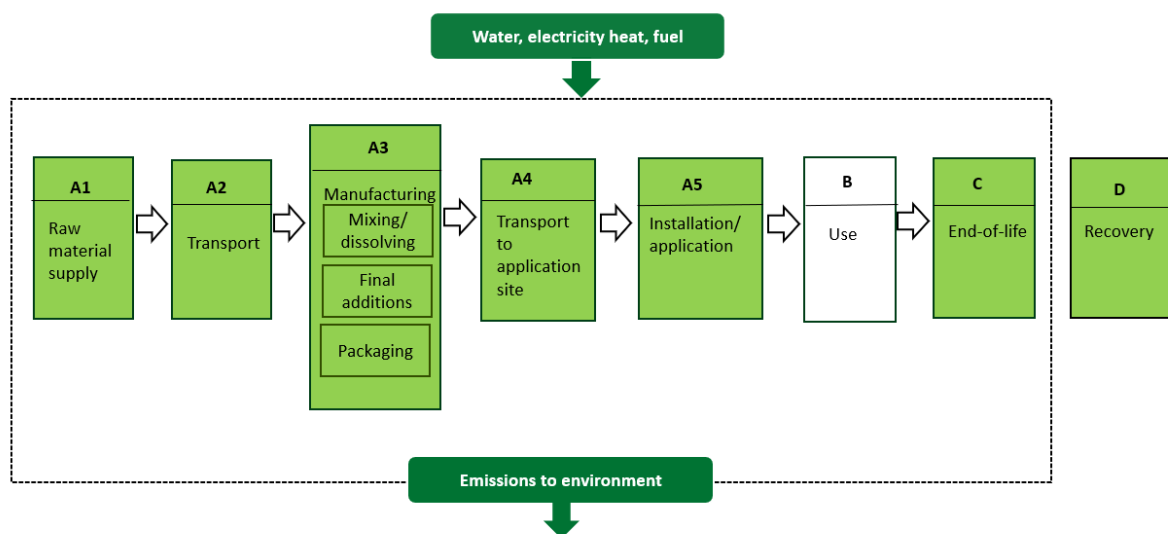 Water, electricity heat, fuel
A1
Raw
material
supply
A2
Transport
A3
Manufacturing
Mixing/
dissolving
Final
additions
Packaging
A4
Transport
to
application
site
A5
Installation/
application
B
Use
C
End-of-life
D
Recovery
Emissions to environment